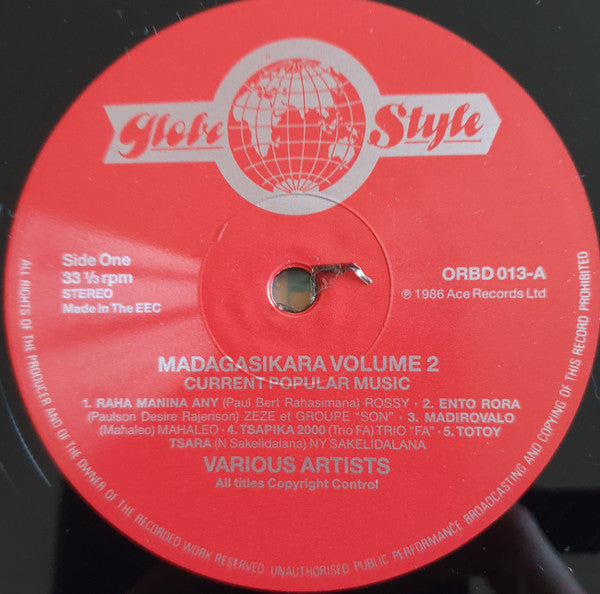 Globe Style
Side One
33 ⅓ rpm
STEREO
Made In The EEC
ORBD 013-A
℗ 1986 Ace Records Ltd
MADAGASIKARA VOLUME 2
CURRENT POPULAR MUSIC
1. RAHA MANINA ANY (Paul Bert Rahasimana) ROSSY · 2. ENTO RORA
(Paulson Desire Rajerison) ZEZE et GROUPE "SON" · 3. MADIROVALO
(Mahaleo) MAHALEO · 4. TSAPIKA 2000 (Trio FA) TRIO "FA" · 5. TOTOY
TSARA (N Sakelidalana) NY SAKELIDALANA
VARIOUS ARTISTS
All titles Copyright Control
ALL RIGHTS OF THE PRODUCER AND OF THE OWNER OF THE RECORDED WORK RESERVED UNAUTHORISED PUBLIC PERFORMANCE BROADCASTING AND COPYING OF THIS RECORD PROHIBITED